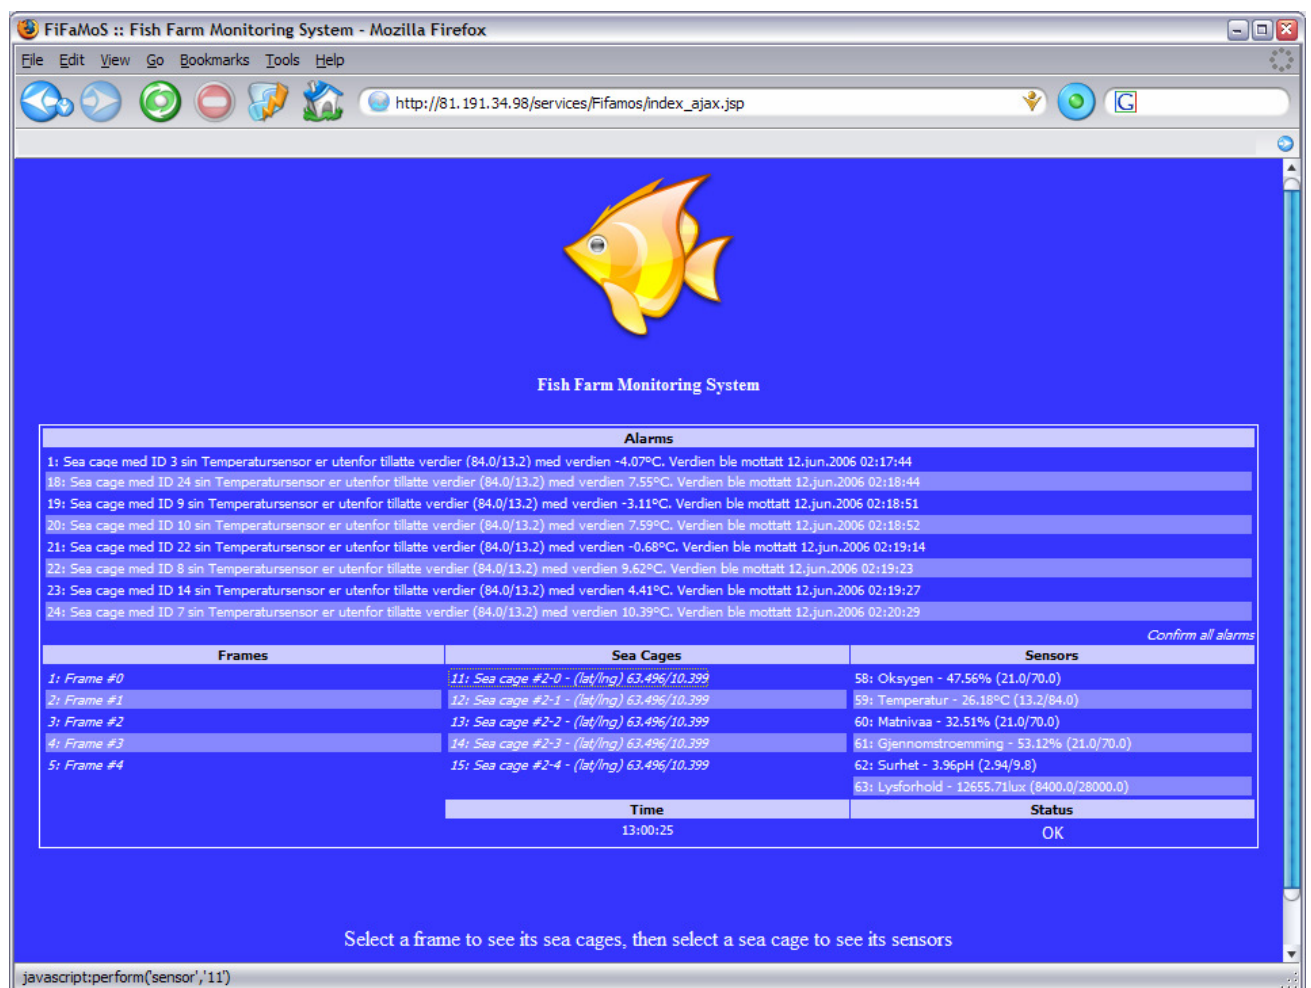 FiFaMoS :: Fish Farm Monitoring System - Mozilla Firefox
File Edit View Go Bookmarks Tools Help
http://81.191.34.98/services/Fifamos/index_ajax.jsp
G
Fish Farm Monitoring System
Alarms
1: Sea cage med ID 3 sin Temperatursensor er utenfor tillatte verdier (84.0/13.2) med verdien -4.07°C. Verdien ble mottatt 12.jun.2006 02:17:44
18: Sea cage med ID 24 sin Temperatursensor er utenfor tillatte verdier (84.0/13.2) med verdien 7.55°C. Verdien ble mottatt 12.jun.2006 02:18:44
19: Sea cage med ID 9 sin Temperatursensor er utenfor tillatte verdier (84.0/13.2) med verdien -3.11°C. Verdien ble mottatt 12.jun.2006 02:18:51
20: Sea cage med ID 10 sin Temperatursensor er utenfor tillatte verdier (84.0/13.2) med verdien 7.59°C. Verdien ble mottatt 12.jun.2006 02:18:52
21: Sea cage med ID 22 sin Temperatursensor er utenfor tillatte verdier (84.0/13.2) med verdien -0.68°C. Verdien ble mottatt 12.jun.2006 02:19:14
22: Sea cage med ID 8 sin Temperatursensor er utenfor tillatte verdier (84.0/13.2) med verdien 9.62°C. Verdien ble mottatt 12.jun.2006 02:19:23
23: Sea cage med ID 14 sin Temperatursensor er utenfor tillatte verdier (84.0/13.2) med verdien 4.41°C. Verdien ble mottatt 12.jun.2006 02:19:27
24: Sea cage med ID 7 sin Temperatursensor er utenfor tillatte verdier (84.0/13.2) med verdien 10.39°C. Verdien ble mottatt 12.jun.2006 02:20:29
Confirm all alarms
Frames Sea Cages Sensors
1: Frame #0 11: Sea cage #2-0 - (lat/lng) 63.496/10.399 58: Oksygen - 47.56% (21.0/70.0)
2: Frame #1 12: Sea cage #2-1 - (lat/lng) 63.496/10.399 59: Temperatur - 26.18°C (13.2/84.0)
3: Frame #2 13: Sea cage #2-2 - (lat/lng) 63.496/10.399 60: Matnivaa - 32.51% (21.0/70.0)
4: Frame #3 14: Sea cage #2-3 - (lat/lng) 63.496/10.399 61: Gjennomstroemming - 53.12% (21.0/70.0)
5: Frame #4 15: Sea cage #2-4 - (lat/lng) 63.496/10.399 62: Surhet - 3.96pH (2.94/9.8)
63: Lysforhold - 12655.71lux (8400.0/28000.0)
Time Status
13:00:25 OK
Select a frame to see its sea cages, then select a sea cage to see its sensors
javascript:perform('sensor','11')